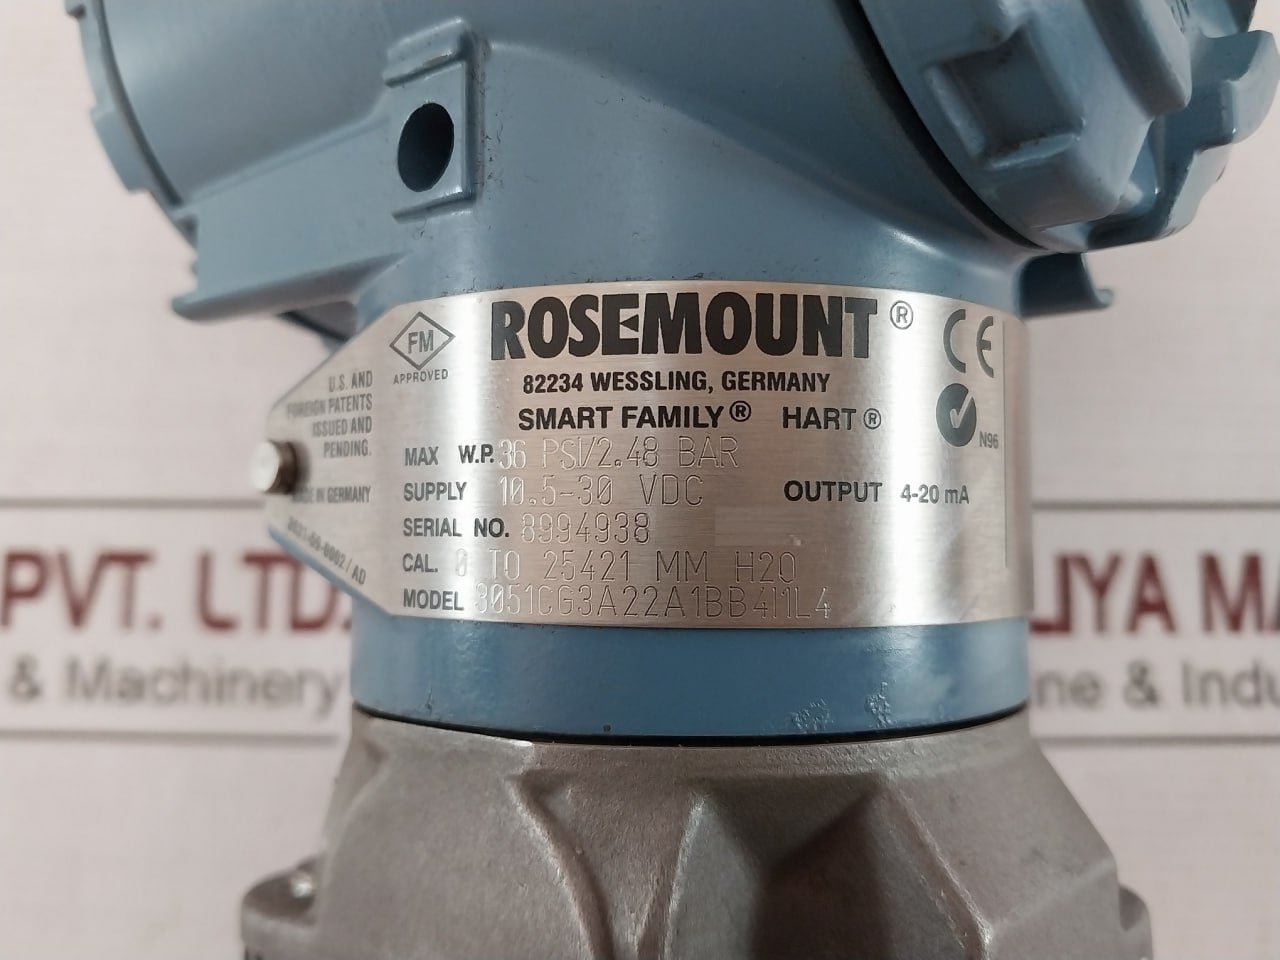 FM
APPROVED
ROSEMOUNT®
CE
82234 WESSLING, GERMANY
SMART FAMILY® HART®
N96
U.S. AND
FOREIGN PATENTS
ISSUED AND
PENDING.
MADE IN GERMANY
MAX W.P. 36 PSI/2.48 BAR
SUPPLY 10.5-30 VDC OUTPUT 4-20 mA
SERIAL NO. 8994938
CAL. 0 TO 25421 MM H2O
MODEL 3051CG3A22A1BB4I1L4
/AD
PVT. LTD.
& Machinery
LIYA MA
ne & Indu